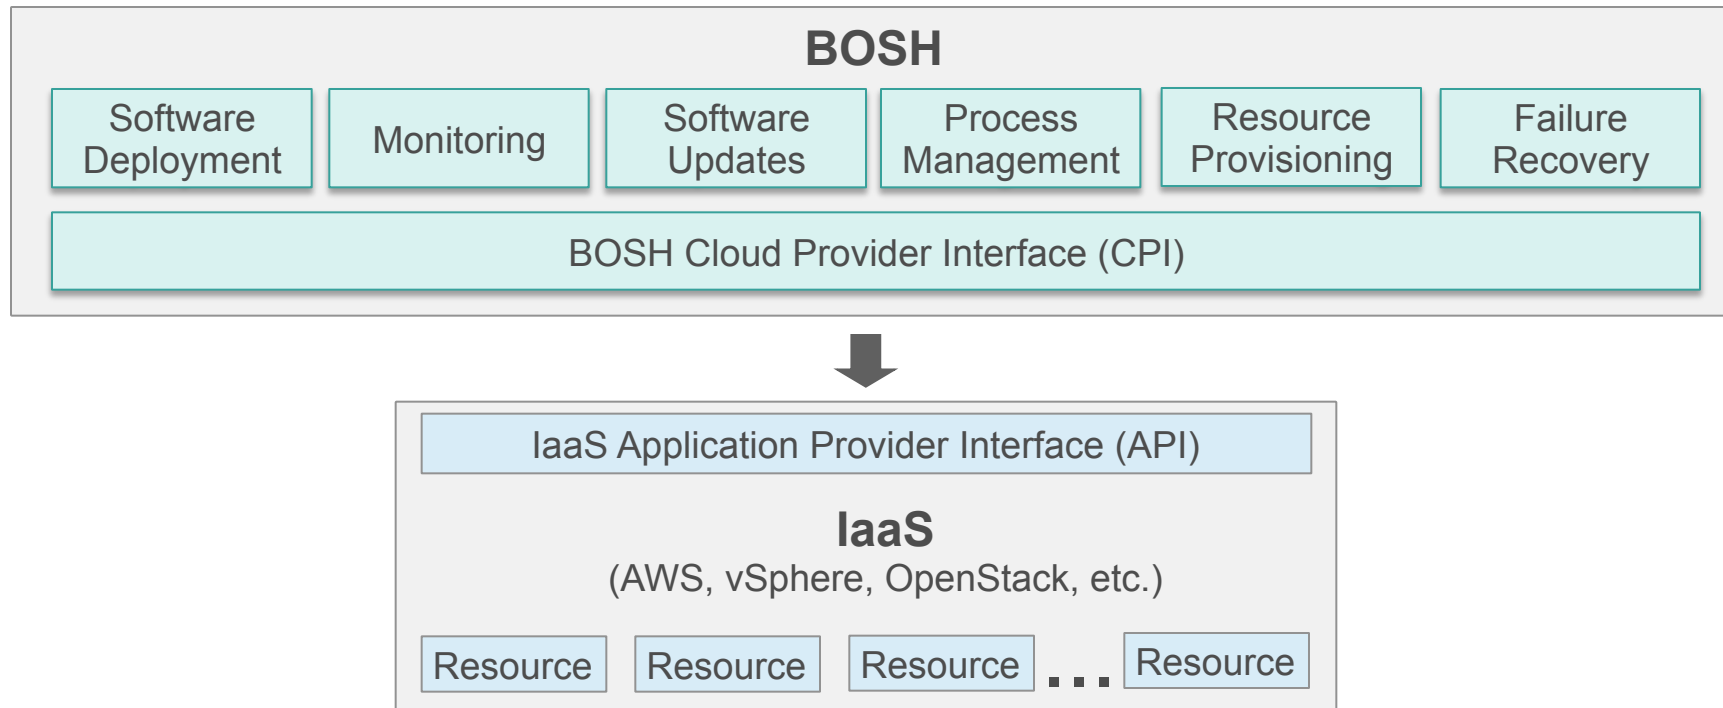 BOSH
Software
Deployment
Monitoring
Software
Updates
Process
Management
Resource
Provisioning
Failure
Recovery
BOSH Cloud Provider Interface (CPI)
IaaS Application Provider Interface (API)
IaaS
(AWS, vSphere, OpenStack, etc.)
Resource
Resource
Resource
...
Resource